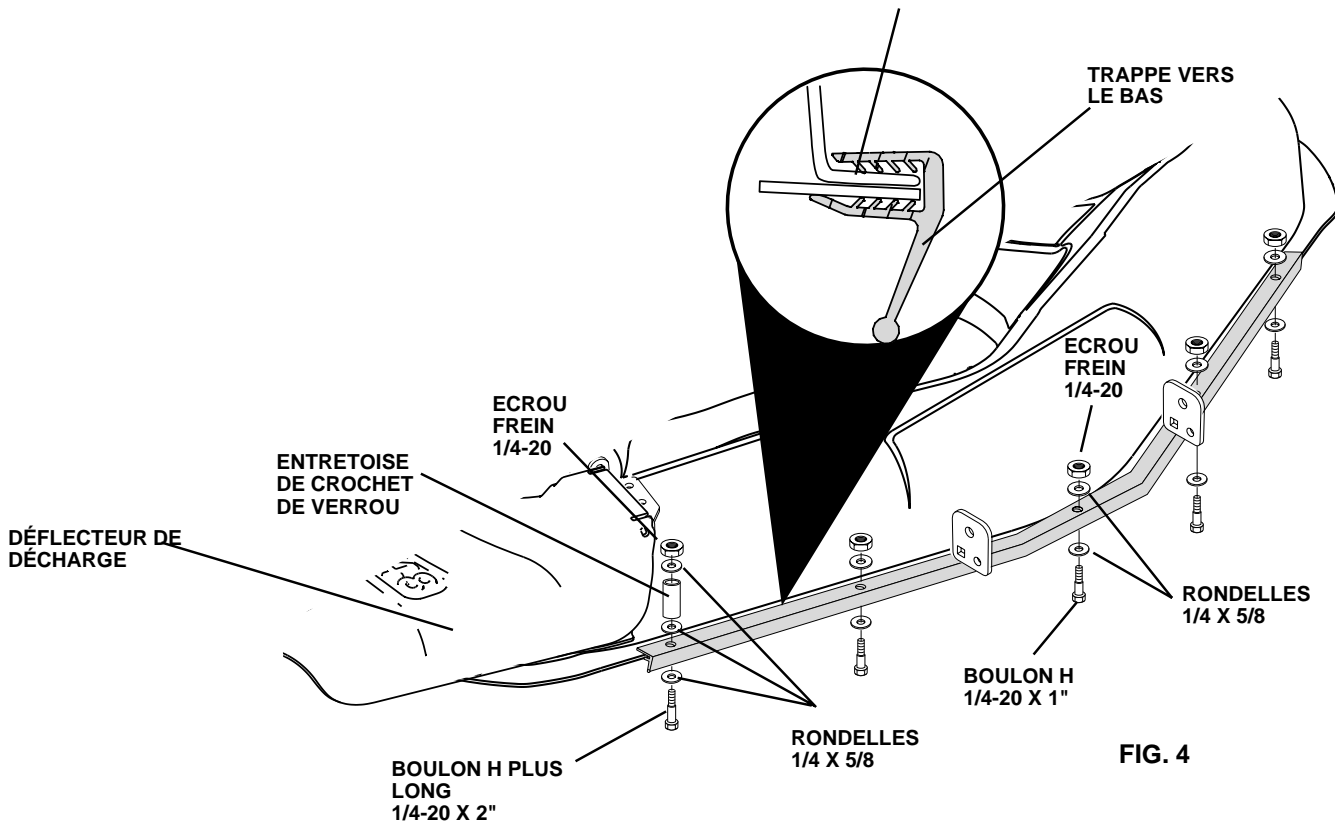 TRAPPE VERS
LE BAS
ECROU
FREIN
1/4-20
ECROU
FREIN
1/4-20
ENTRETOISE
DE CROCHET
DE VERROU
DÉFLECTEUR DE
DÉCHARGE
RONDELLES
1/4 X 5/8
BOULON H
1/4-20 X 1"
RONDELLES
1/4 X 5/8
FIG. 4
BOULON H PLUS
LONG
1/4-20 X 2"